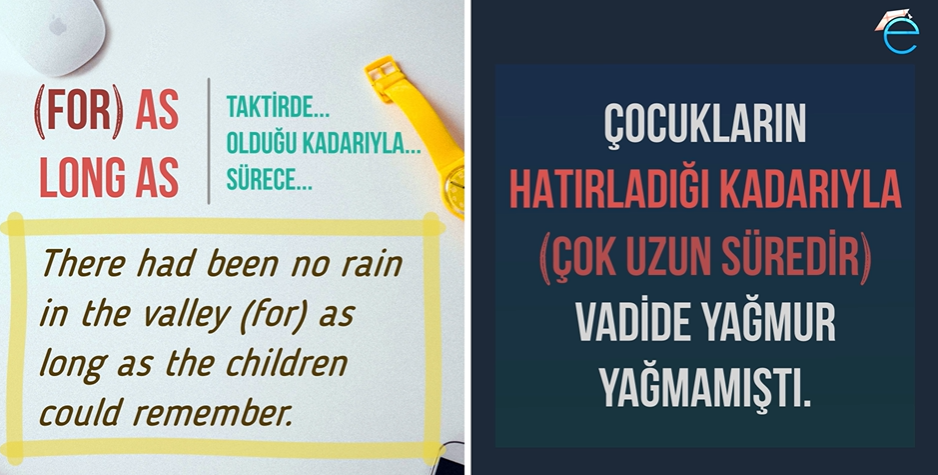 (FOR) AS
LONG AS
TAKTİRDE...
OLDUĞU KADARIYLA...
SÜRECE...
There had been no rain
in the valley (for) as
long as the children
could remember.
e
ÇOCUKLARIN
HATIRLADIĞI KADARIYLA
(ÇOK UZUN SÜREDİR)
VADİDE YAĞMUR
YAĞMAMIŞTI.